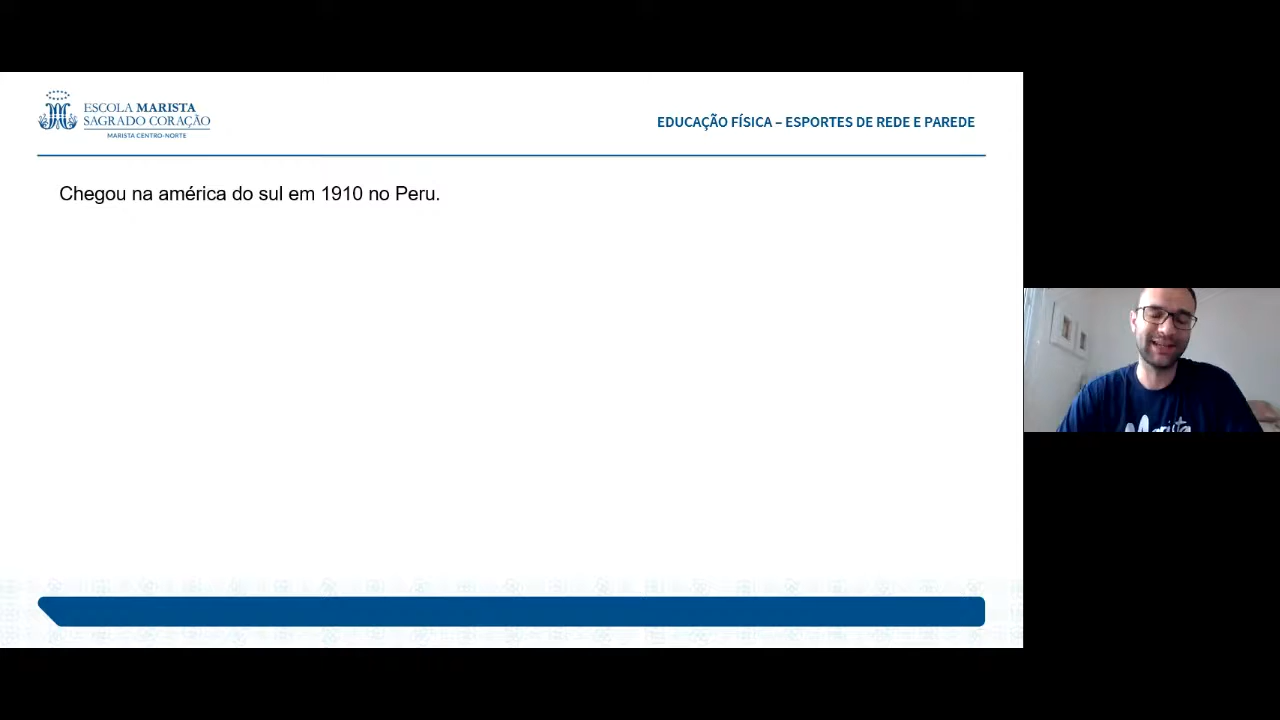 ESCOLA MARISTA
SAGRADO CORAÇÃO
MARISTA CENTRO-NORTE
EDUCAÇÃO FÍSICA – ESPORTES DE REDE E PAREDE
Chegou na américa do sul em 1910 no Peru.
Marista